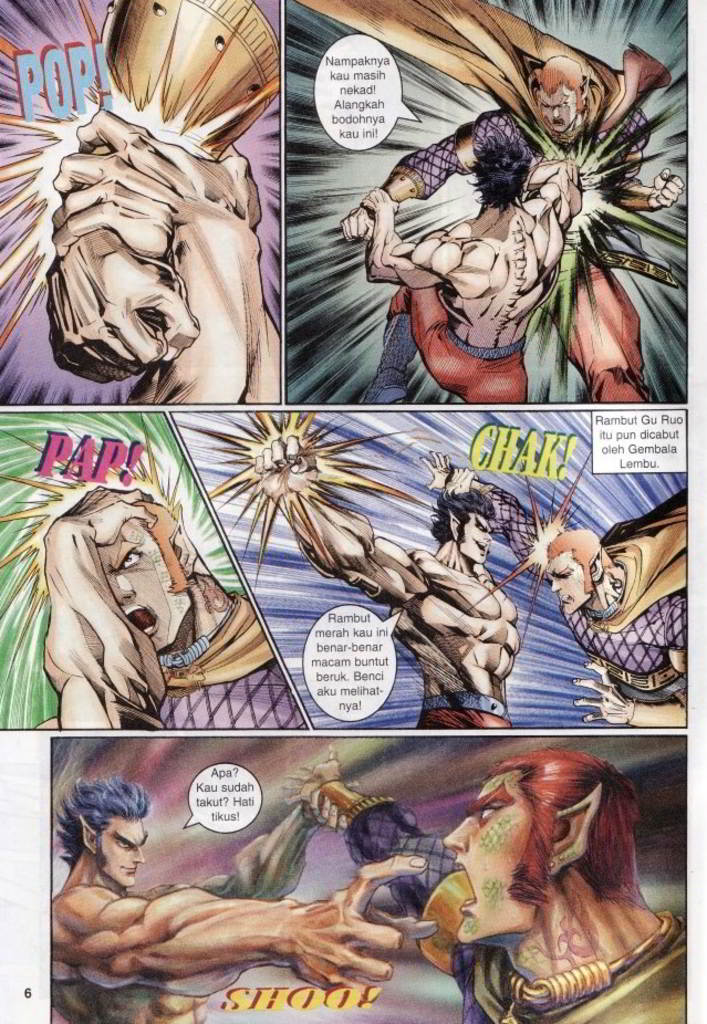 POP!
Nampaknya
kau masih
nekad!
Alangkah
bodohnya
kau ini!
PAP!
CHAK!
Rambut Gu Ruo
itu pun dicabut
oleh Gembala
Lembu.
Rambut
merah kau ini
benar-benar
macam buntut
beruk. Benci
aku melihat-
nya!
Apa?
Kau sudah
takut? Hati
tikus!
SHOO!
6